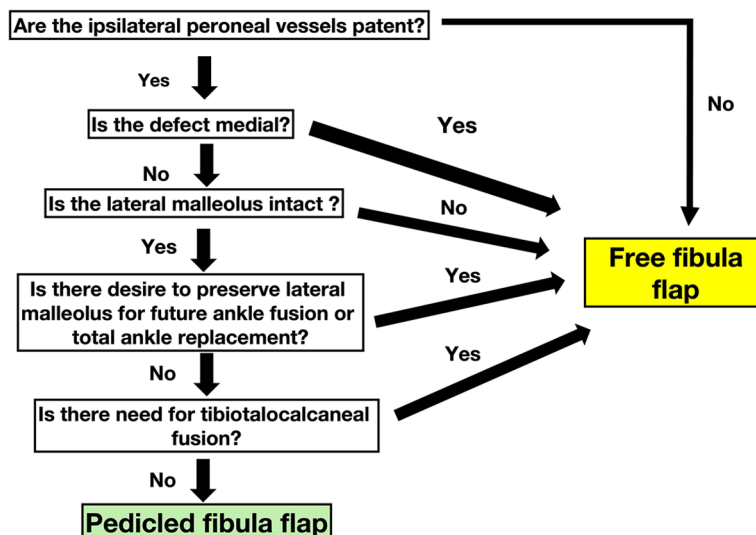 Are the ipsilateral peroneal vessels patent?
Yes
No
Is the defect medial?
Yes
No
Is the lateral malleolus intact ?
No
Yes
Free fibula
flap
Is there desire to preserve lateral
malleolus for future ankle fusion or
total ankle replacement?
Yes
No
Yes
Is there need for tibiotalocalcaneal
fusion?
No
Pedicled fibula flap